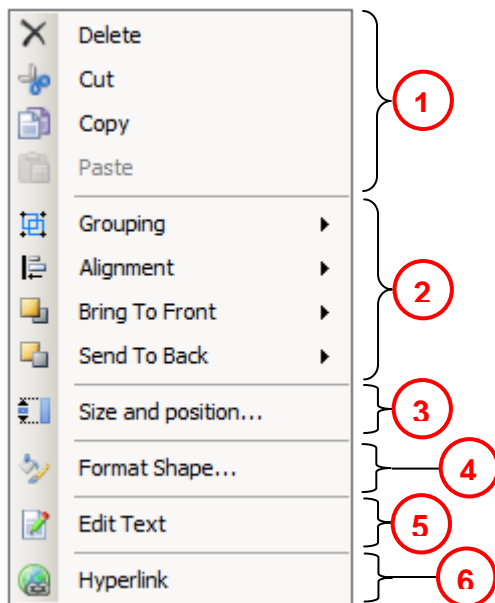 Delete
Cut
Copy
Paste
1
Grouping
Alignment
Bring To Front
Send To Back
2
Size and position...
3
Format Shape...
4
Edit Text
5
Hyperlink
6